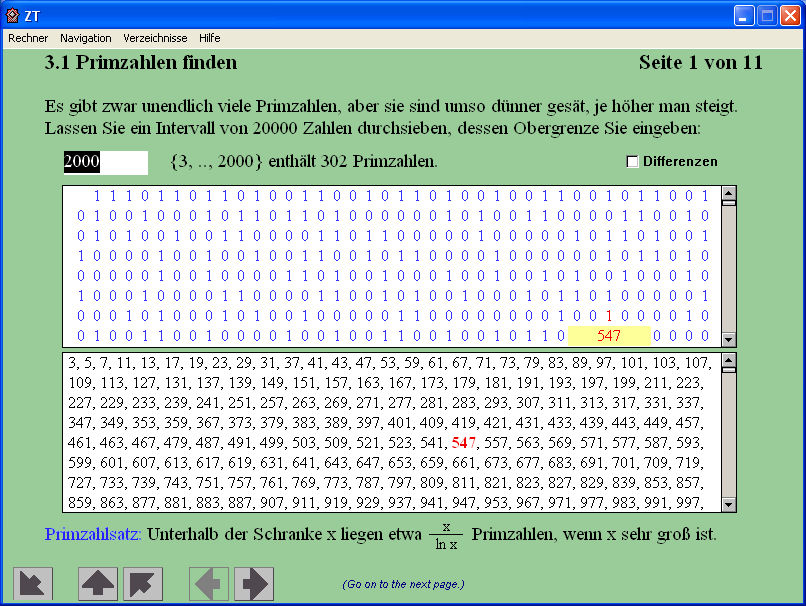 ZT
Rechner Navigation Verzeichnisse Hilfe
3.1 Primzahlen finden Seite 1 von 11
Es gibt zwar unendlich viele Primzahlen, aber sie sind umso dünner gesät, je höher man steigt.
Lassen Sie ein Intervall von 20000 Zahlen durchsieben, dessen Obergrenze Sie eingeben:
2000 {3, .., 2000} enthält 302 Primzahlen. Differenzen
1 1 1 0 1 1 0 1 1 0 1 0 0 1 1 0 0 1 0 1 1 0 1 0 0 1 0 0 1 1 0 0 1 0 1 1 0 0 1
0 1 0 0 1 0 0 0 1 0 1 1 0 1 1 0 1 0 0 0 0 0 0 1 0 1 0 0 1 1 0 0 0 0 1 1 0 0 1 0
0 1 0 1 0 0 1 0 0 1 1 0 0 0 0 1 1 0 1 1 0 0 0 0 0 1 0 0 0 0 0 1 0 1 1 0 1 0 0 1
1 0 0 0 0 1 0 0 1 0 0 1 0 0 1 1 0 0 1 0 1 1 0 0 0 0 1 0 0 0 0 0 0 1 0 1 1 0 1 0
0 0 0 0 0 1 0 0 1 0 0 0 0 1 1 0 1 0 0 1 0 0 0 1 0 0 1 0 0 1 0 1 0 0 1 0 0 0 1 0
1 0 0 0 1 0 0 0 0 1 1 0 0 0 0 1 1 0 0 1 0 1 0 0 1 0 0 0 1 0 1 1 0 1 0 0 0 0 0 1
0 0 0 1 0 1 0 0 0 1 0 1 0 0 1 0 0 0 0 0 1 1 0 0 0 0 0 0 0 0 1 0 0 1 0 0 0 0 1 0
0 1 0 0 1 1 0 0 1 0 0 0 0 1 0 0 1 0 0 1 1 0 0 1 0 0 1 0 1 1 0 547 0 0 0 0
3, 5, 7, 11, 13, 17, 19, 23, 29, 31, 37, 41, 43, 47, 53, 59, 61, 67, 71, 73, 79, 83, 89, 97, 101, 103, 107,
109, 113, 127, 131, 137, 139, 149, 151, 157, 163, 167, 173, 179, 181, 191, 193, 197, 199, 211, 223,
227, 229, 233, 239, 241, 251, 257, 263, 269, 271, 277, 281, 283, 293, 307, 311, 313, 317, 331, 337,
347, 349, 353, 359, 367, 373, 379, 383, 389, 397, 401, 409, 419, 421, 431, 433, 439, 443, 449, 457,
461, 463, 467, 479, 487, 491, 499, 503, 509, 521, 523, 541, 547, 557, 563, 569, 571, 577, 587, 593,
599, 601, 607, 613, 617, 619, 631, 641, 643, 647, 653, 659, 661, 673, 677, 683, 691, 701, 709, 719,
727, 733, 739, 743, 751, 757, 761, 769, 773, 787, 797, 809, 811, 821, 823, 827, 829, 839, 853, 857,
859, 863, 877, 881, 883, 887, 907, 911, 919, 929, 937, 941, 947, 953, 967, 971, 977, 983, 991, 997,
Primzahlsatz: Unterhalb der Schranke x liegen etwa x / ln x Primzahlen, wenn x sehr groß ist.
(Go on to the next page.)